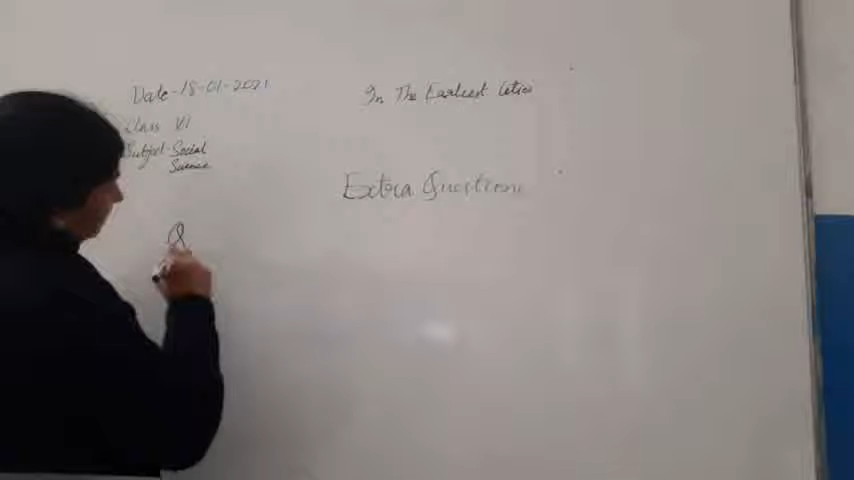 Date-18-01-2021
In The Earliest Cities
Class VI
Subject-Social
Science
Extra Questions
Q